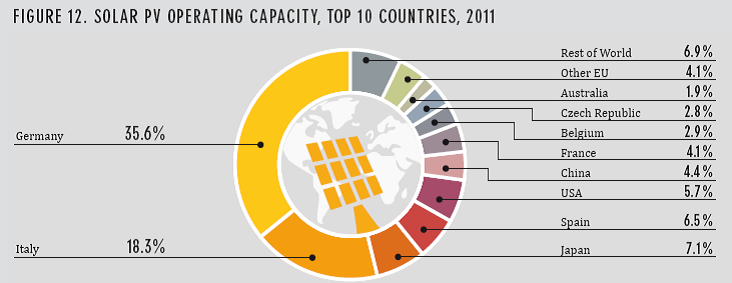 FIGURE 12. SOLAR PV OPERATING CAPACITY, TOP 10 COUNTRIES, 2011
Rest of World 6.9%
Other EU 4.1%
Australia 1.9%
Czech Republic 2.8%
Belgium 2.9%
France 4.1%
China 4.4%
USA 5.7%
Spain 6.5%
Japan 7.1%
Germany 35.6%
Italy 18.3%